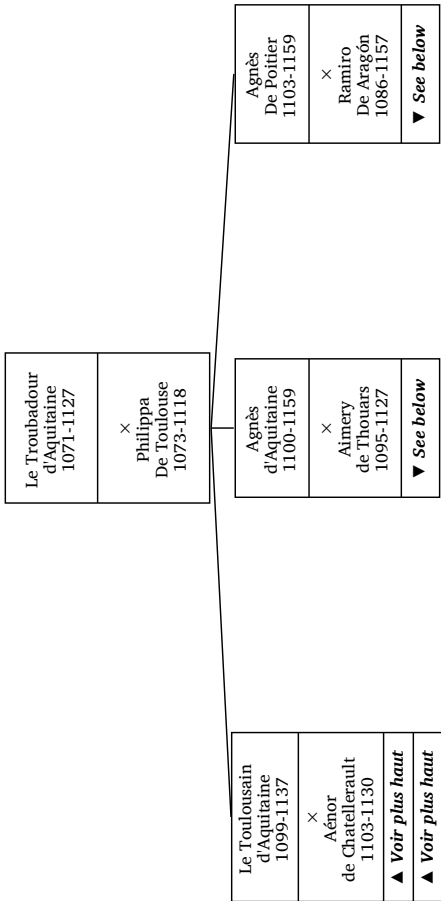 Le Troubadour
d'Aquitaine
1071-1127
×
Philippa
De Toulouse
1073-1118
Le Toulousain
d'Aquitaine
1099-1137
×
Aénor
de Chatellerault
1103-1130
▲ Voir plus haut
▲ Voir plus haut
Agnès
d'Aquitaine
1100-1159
×
Aimery
de Thouars
1095-1127
▼ See below
Agnès
De Poitier
1103-1159
×
Ramiro
De Aragón
1086-1157
▼ See below